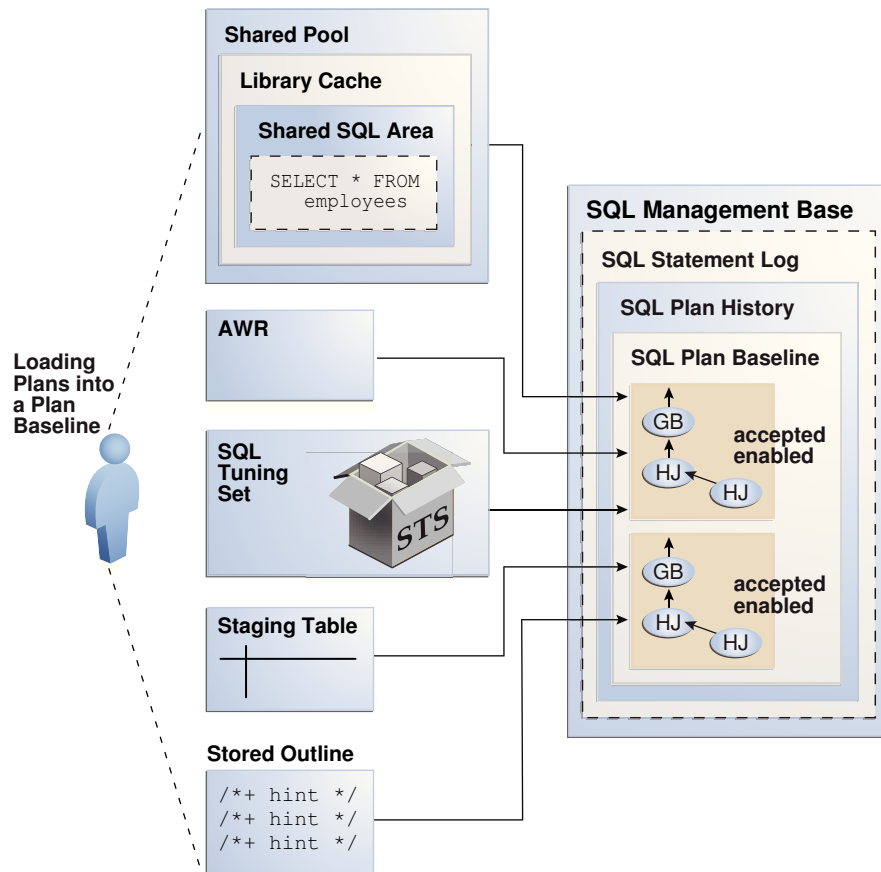 Shared Pool
Library Cache
Shared SQL Area
SELECT * FROM
employees
AWR
Loading
Plans into
a Plan
Baseline
SQL
Tuning
Set
STS
Staging Table
Stored Outline
/*+ hint */
/*+ hint */
/*+ hint */
SQL Management Base
SQL Statement Log
SQL Plan History
SQL Plan Baseline
GB
HJ
HJ
accepted
enabled
GB
HJ
HJ
accepted
enabled